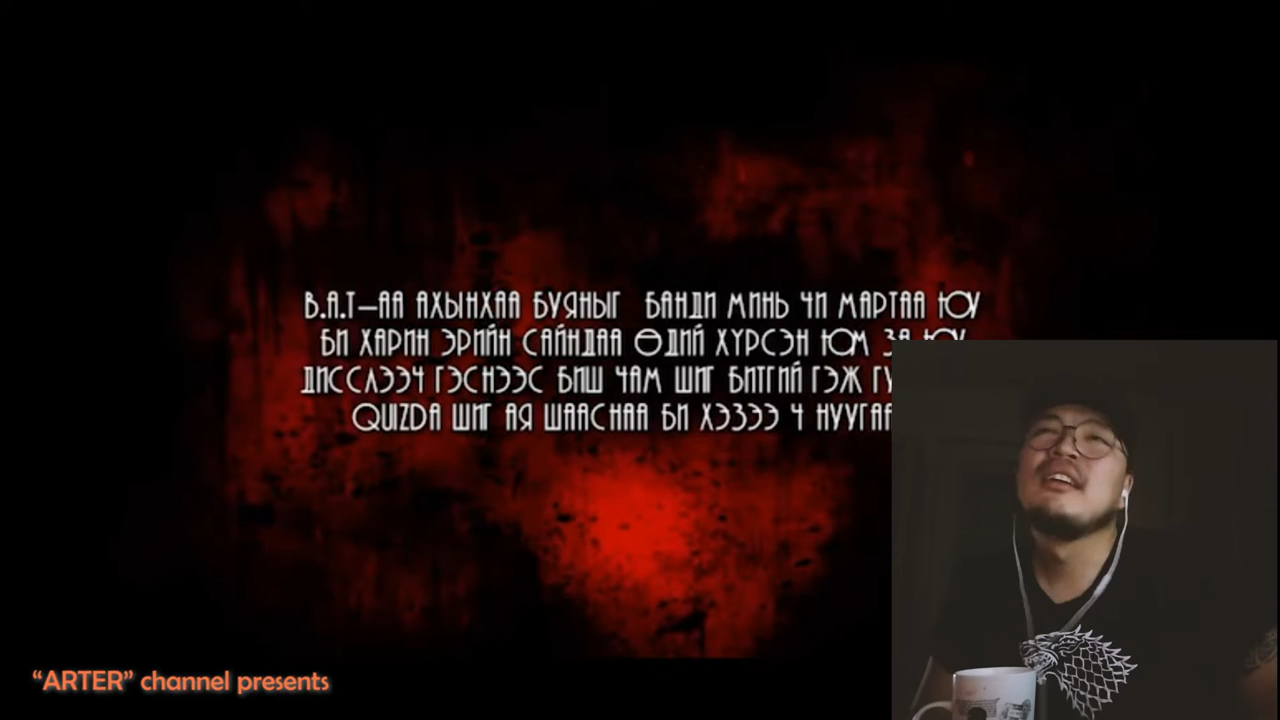 В.А.Т–АА АХЫНХАА БУЯНЫГ БАНДИ МИНЬ ЧИ МАРТАА ЮУ
БИ ХАРИН ЭРИЙН САЙНДАА ӨДИЙ ХҮРСЭН ЮМ ЗА ЮУ
ДИССЛЭЭЧ ГЭСНЭЭС БИШ ЧАМ ШИГ БИТГИЙ ГЭЖ
QUIZDA ШИГ АЯ ШААСНАА БИ ХЭЗЭЭ Ч
“ARTER” channel presents